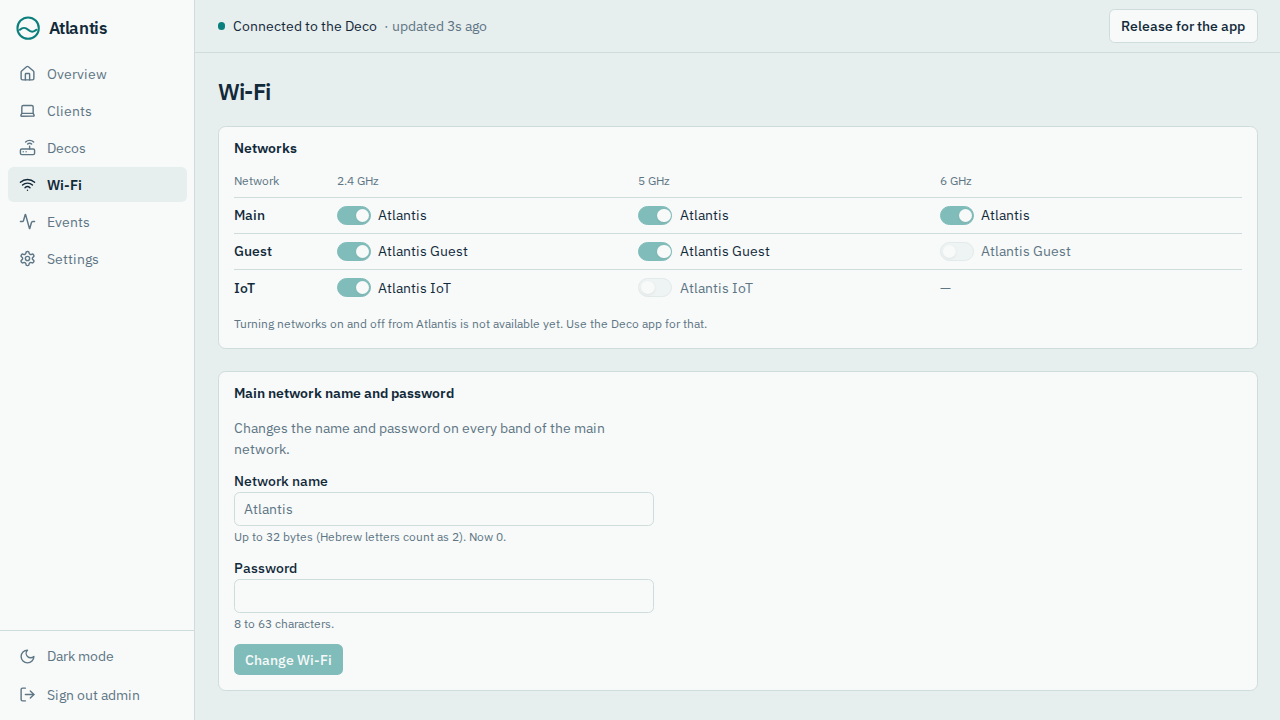 Atlantis
Overview
Clients
Decos
Wi-Fi
Events
Settings
Dark mode
Sign out admin
Connected to the Deco · updated 3s ago
Release for the app
Wi-Fi
Networks
Network 2.4 GHz 5 GHz 6 GHz
Main Atlantis Atlantis Atlantis
Guest Atlantis Guest Atlantis Guest Atlantis Guest
IoT Atlantis IoT Atlantis IoT —
Turning networks on and off from Atlantis is not available yet. Use the Deco app for that.
Main network name and password
Changes the name and password on every band of the main
network.
Network name
Atlantis
Up to 32 bytes (Hebrew letters count as 2). Now 0.
Password
8 to 63 characters.
Change Wi-Fi